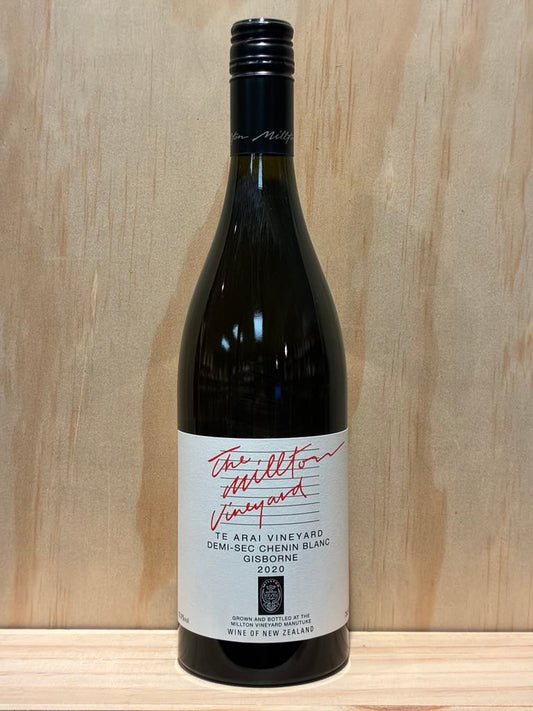 Millto
The
Millton
Vineyard
TE ARAI VINEYARD
DEMI-SEC CHENIN BLANC
GISBORNE
2020
GROWN AND BOTTLED AT THE
MILLTON VINEYARD MANUTUKE
WINE OF NEW ZEALAND